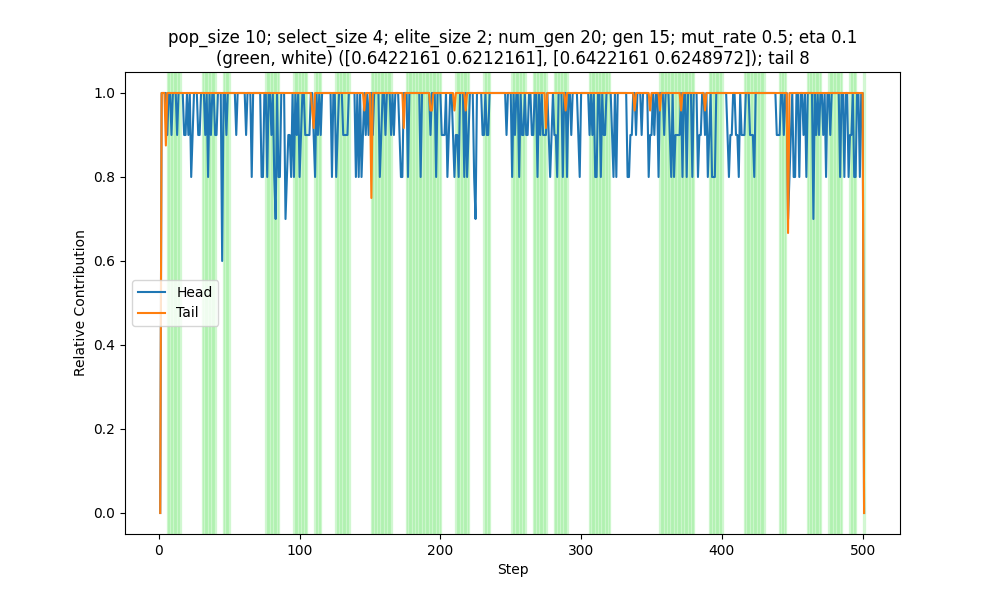 pop_size 10; select_size 4; elite_size 2; num_gen 20; gen 15; mut_rate 0.5; eta 0.1
(green, white) ([0.6422161 0.6212161], [0.6422161 0.6248972]); tail 8
1.0
0.8
0.6
0.4
0.2
0.0
Relative Contribution
Head
Tail
0 100 200 300 400 500
Step